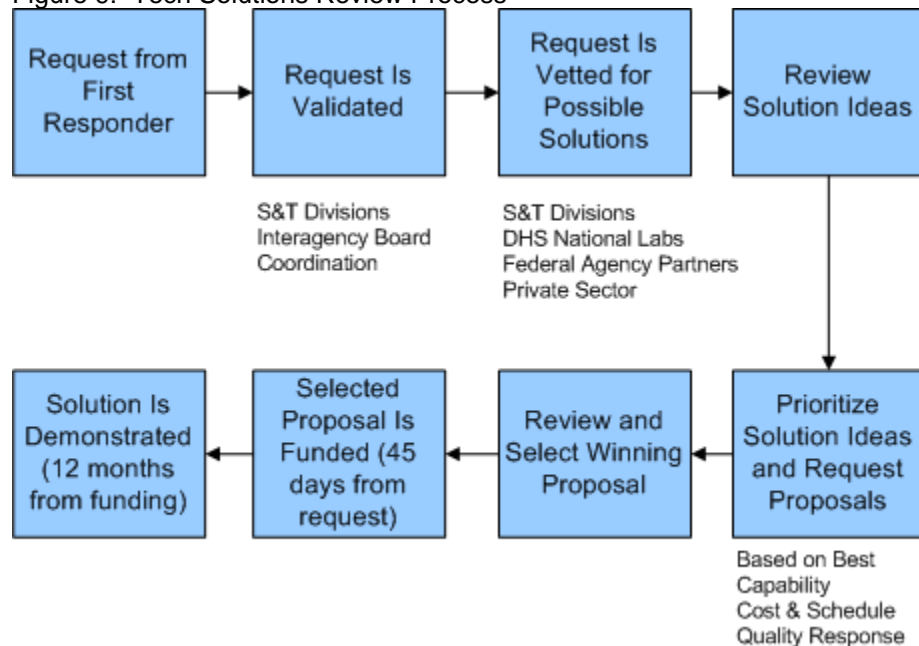 Request from
First
Responder
Request Is
Validated
Request Is
Vetted for
Possible
Solutions
Review
Solution Ideas
S&T Divisions
Interagency Board
Coordination
S&T Divisions
DHS National Labs
Federal Agency Partners
Private Sector
Prioritize
Solution Ideas
and Request
Proposals
Based on Best
Capability
Cost & Schedule
Quality Response
Review and
Select Winning
Proposal
Selected
Proposal Is
Funded (45
days from
request)
Solution Is
Demonstrated
(12 months
from funding)